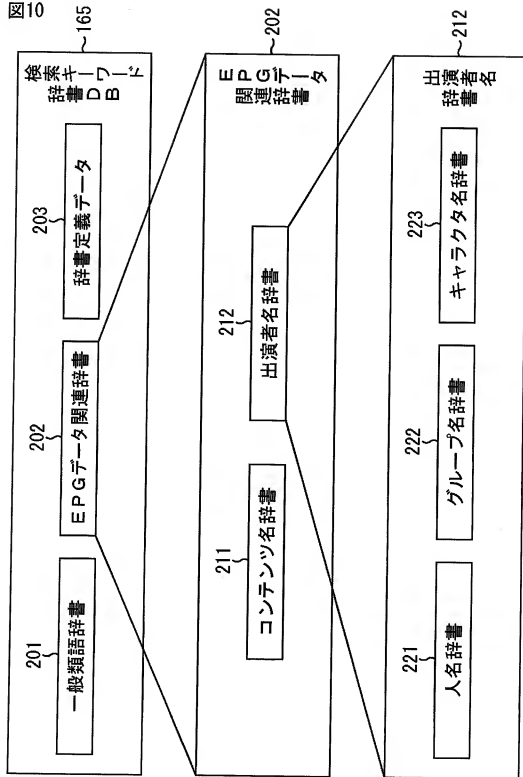 図10
165
検索キーワード
辞書DB
201
一般類語辞書
202
EPGデータ関連辞書
203
辞書定義データ
202
EPGデータ
関連辞書
211
コンテンツ名辞書
212
出演者名辞書
212
出演者名
辞書
221
人名辞書
222
グループ名辞書
223
キャラクタ名辞書